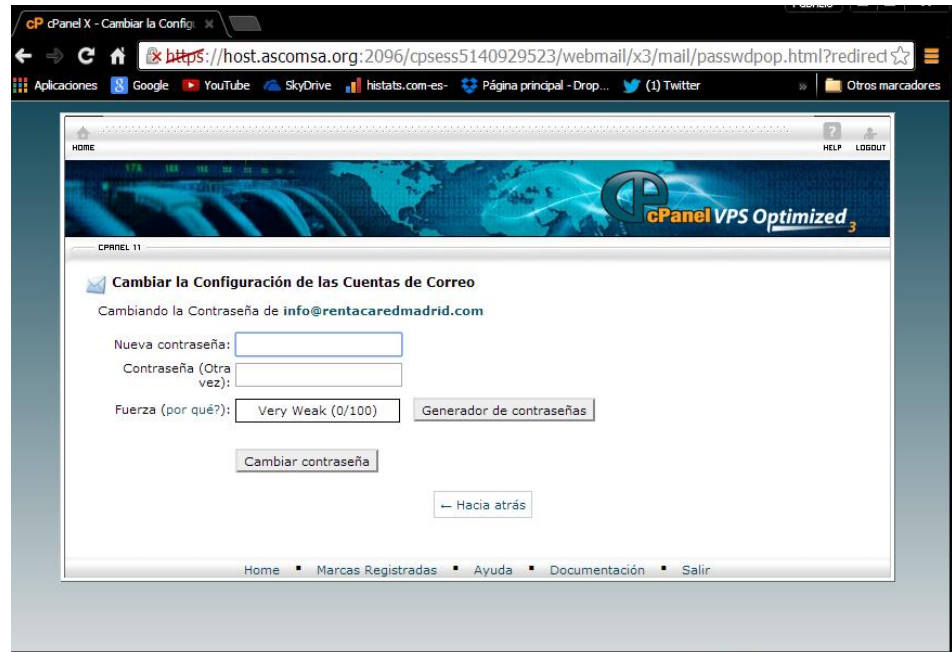 cP cPanel X - Cambiar la Config
https://host.ascomsa.org:2096/cpsess5140929523/webmail/x3/mail/passwdpop.html?redirect
Aplicaciones Google YouTube SkyDrive histats.com-es- Página principal - Drop... (1) Twitter » Otros marcadores
HOME HELP LOGOUT
cPanel VPS Optimized 3
CPANEL 11
Cambiar la Configuración de las Cuentas de Correo
Cambiando la Contraseña de info@rentacaredmadrid.com
Nueva contraseña:
Contraseña (Otra
vez):
Fuerza (por qué?): Very Weak (0/100) Generador de contraseñas
Cambiar contraseña
← Hacia atrás
Home ▪ Marcas Registradas ▪ Ayuda ▪ Documentación ▪ Salir